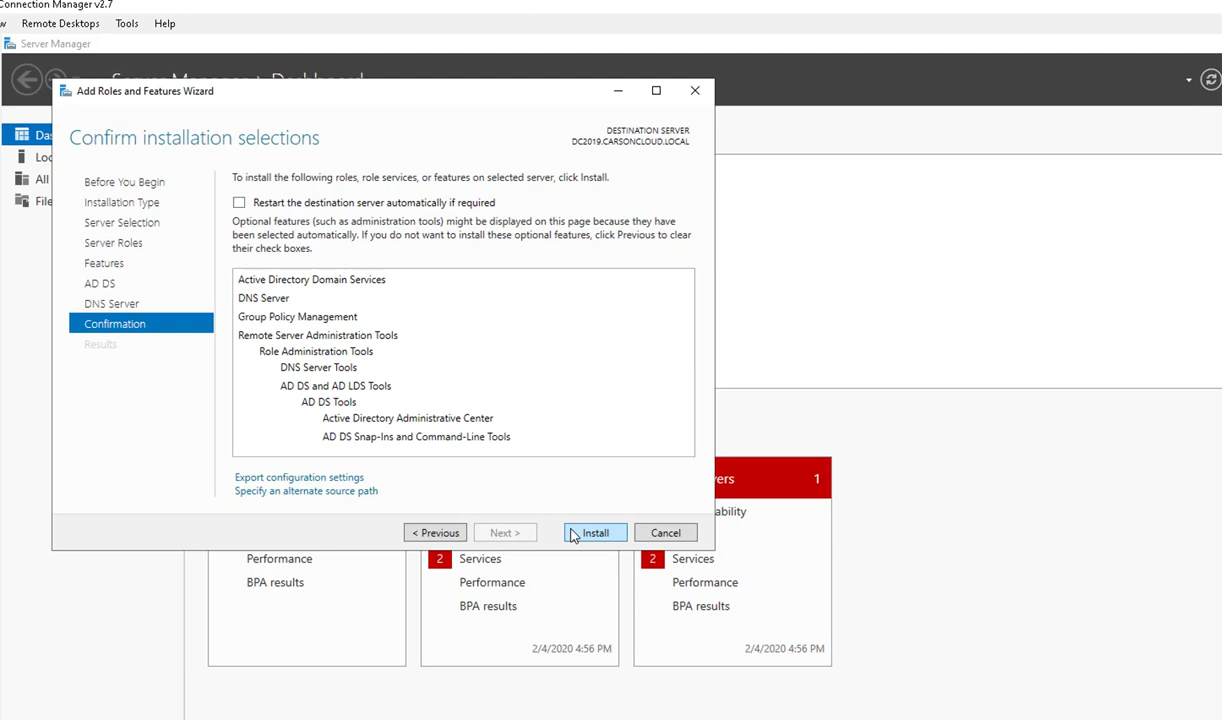 Connection Manager v2.7
Remote Desktops Tools Help
Server Manager
Add Roles and Features Wizard
Confirm installation selections
DESTINATION SERVER
DC2019.CARSONCLOUD.LOCAL
Before You Begin
Installation Type
Server Selection
Server Roles
Features
AD DS
DNS Server
Confirmation
Results
To install the following roles, role services, or features on selected server, click Install.
Restart the destination server automatically if required
Optional features (such as administration tools) might be displayed on this page because they have
been selected automatically. If you do not want to install these optional features, click Previous to clear
their check boxes.
Active Directory Domain Services
DNS Server
Group Policy Management
Remote Server Administration Tools
Role Administration Tools
DNS Server Tools
AD DS and AD LDS Tools
AD DS Tools
Active Directory Administrative Center
AD DS Snap-Ins and Command-Line Tools
Export configuration settings
Specify an alternate source path
< Previous Next > Install Cancel
All
1
Performance
BPA results
2 Services
Performance
BPA results
2/4/2020 4:56 PM
2 Services
Performance
BPA results
2/4/2020 4:56 PM